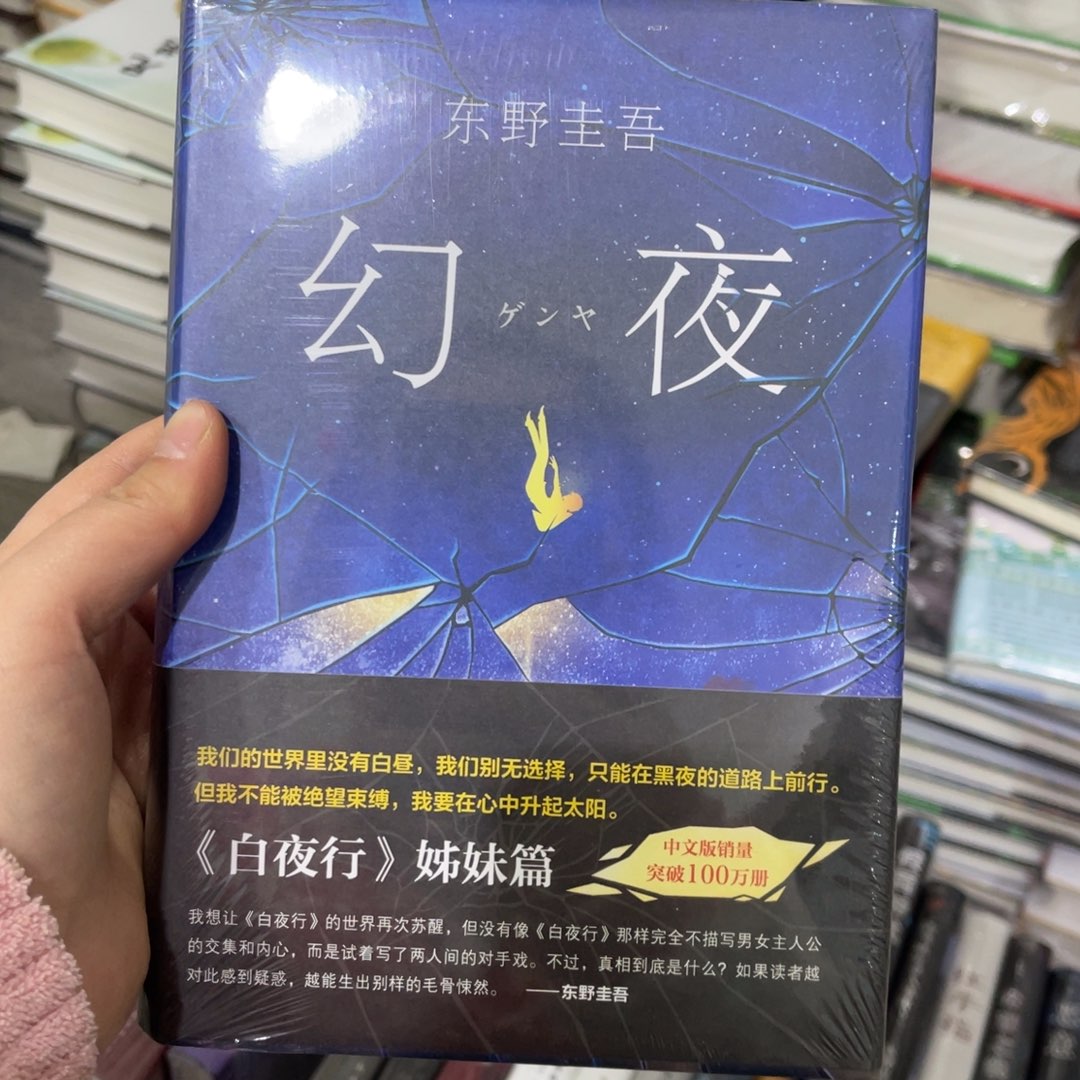 东野圭吾
幻夜
ゲンヤ
我们的世界里没有白昼，我们别无选择，只能在黑夜的道路上前行。
但我不能被绝望束缚，我要在心中升起太阳。
《白夜行》姊妹篇
中文版销量
突破100万册
我想让《白夜行》的世界再次苏醒，但没有像《白夜行》那样完全不描写男女主人公
的交集和内心，而是试着写了两人间的对手戏。不过，真相到底是什么？如果读者越
对此感到疑惑，越能生出别样的毛骨悚然。 ——东野圭吾